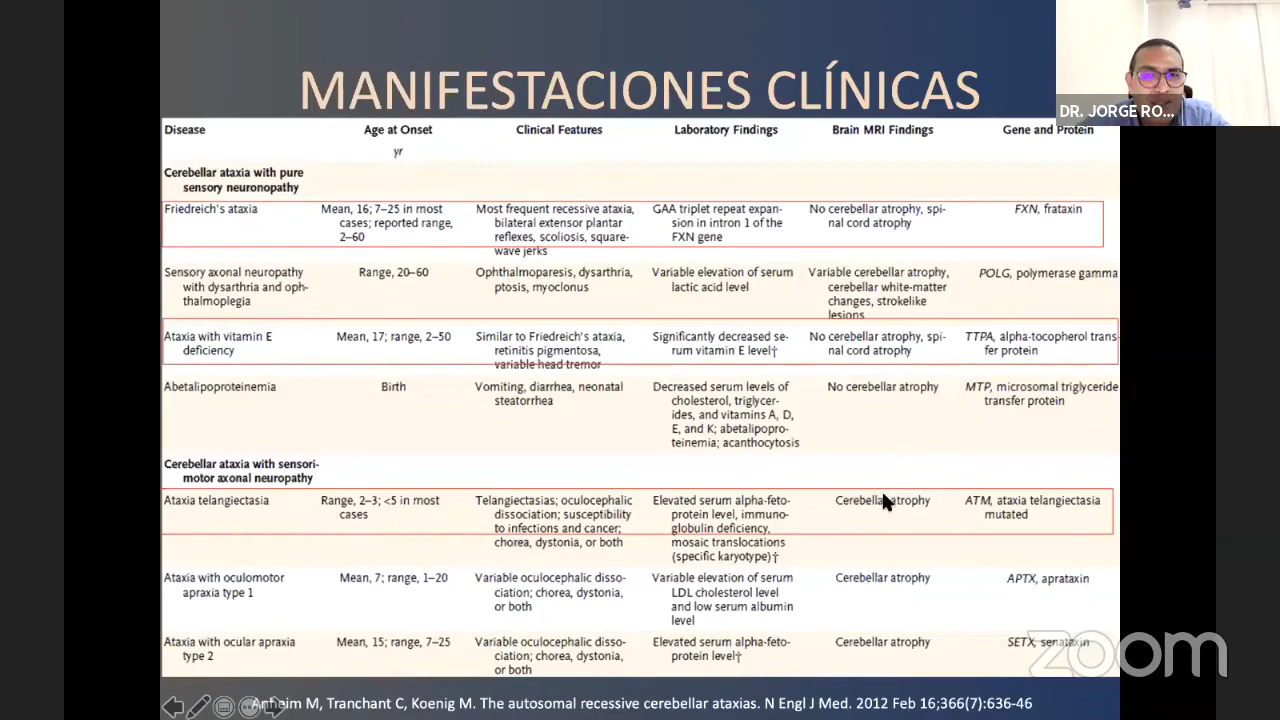 MANIFESTACIONES CLÍNICAS
DR. JORGE RO...
Disease Age at Onset Clinical Features Laboratory Findings Brain MRI Findings Gene and Protein
yr
Cerebellar ataxia with pure
sensory neuronopathy
Friedreich's ataxia Mean, 16; 7–25 in most Most frequent recessive ataxia, GAA triplet repeat expan- No cerebellar atrophy, spi- FXN, frataxin
cases; reported range, bilateral extensor plantar sion in intron 1 of the nal cord atrophy
2–60 reflexes, scoliosis, square- FXN gene
wave jerks
Sensory axonal neuropathy Range, 20–60 Ophthalmoparesis, dysarthria, Variable elevation of serum Variable cerebellar atrophy, POLG, polymerase gamma
with dysarthria and oph- ptosis, myoclonus lactic acid level cerebellar white-matter
thalmoplegia changes, strokelike
lesions
Ataxia with vitamin E Mean, 17; range, 2–50 Similar to Friedreich's ataxia, Significantly decreased se- No cerebellar atrophy, spi- TTPA, alpha-tocopherol trans-
deficiency retinitis pigmentosa, rum vitamin E level† nal cord atrophy fer protein
variable head tremor
Abetalipoproteinemia Birth Vomiting, diarrhea, neonatal Decreased serum levels of No cerebellar atrophy MTP, microsomal triglyceride
steatorrhea cholesterol, triglycer- transfer protein
ides, and vitamins A, D,
E, and K; abetalipopro-
teinemia; acanthocytosis
Cerebellar ataxia with sensori-
motor axonal neuropathy
Ataxia telangiectasia Range, 2–3; <5 in most Telangiectasias; oculocephalic Elevated serum alpha-feto- Cerebellar atrophy ATM, ataxia telangiectasia
cases dissociation; susceptibility protein level, immuno- mutated
to infections and cancer; globulin deficiency,
chorea, dystonia, or both mosaic translocations
(specific karyotype)†
Ataxia with oculomotor Mean, 7; range, 1–20 Variable oculocephalic disso- Variable elevation of serum Cerebellar atrophy APTX, aprataxin
apraxia type 1 ciation; chorea, dystonia, LDL cholesterol level
or both and low serum albumin
level
Ataxia with ocular apraxia Mean, 15; range, 7–25 Variable oculocephalic disso- Elevated serum alpha-feto- Cerebellar atrophy SETX, senataxin
type 2 ciation; chorea, dystonia, protein level†
or both
zoom
Anheim M, Tranchant C, Koenig M. The autosomal recessive cerebellar ataxias. N Engl J Med. 2012 Feb 16;366(7):636-46